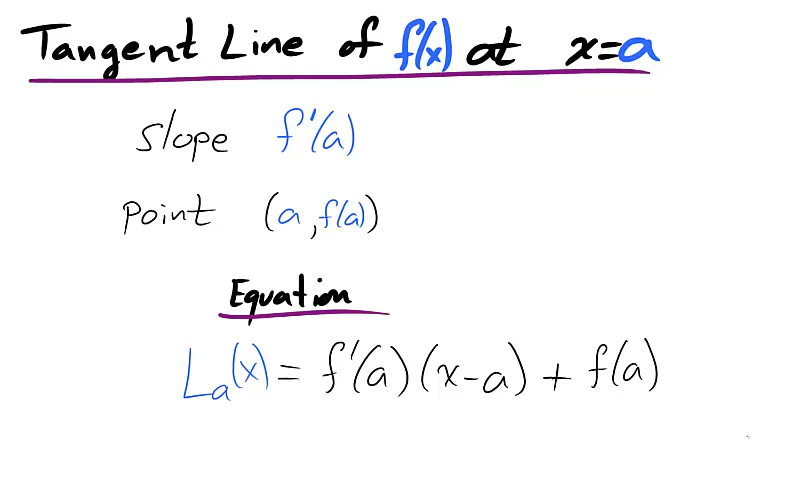 Tangent Line of f(x) at x=a
slope f'(a)
point (a, f(a))
Equation
Lₐ(x) = f'(a)(x-a) + f(a)